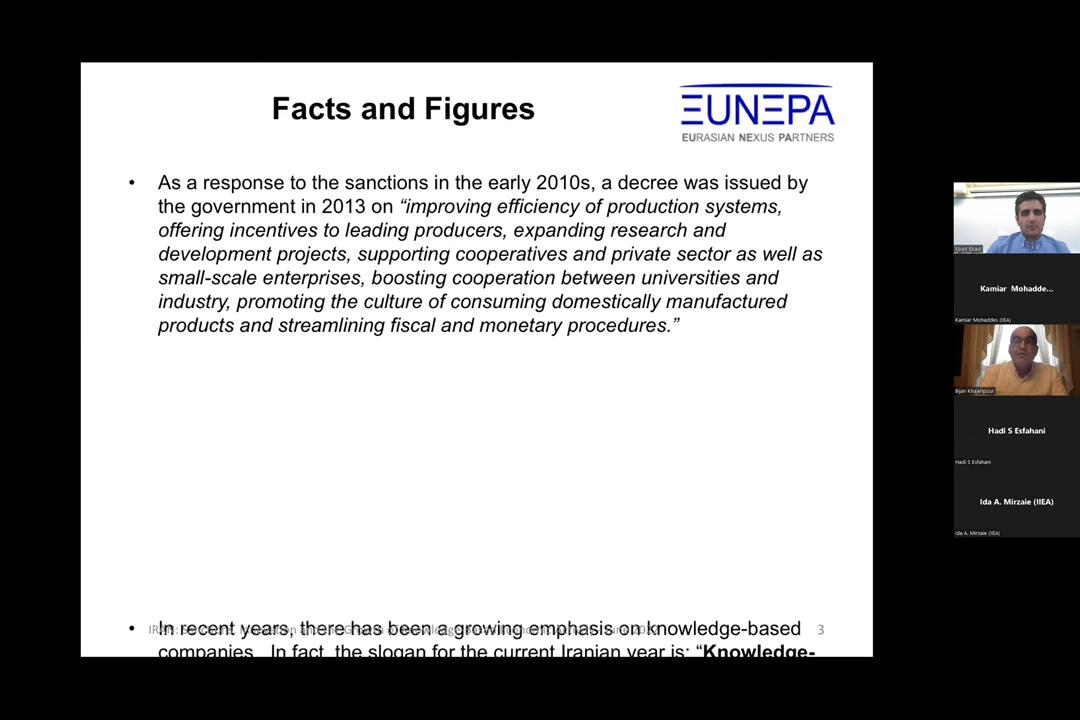 Facts and Figures
EUNEPA
EURASIAN NEXUS PARTNERS
• As a response to the sanctions in the early 2010s, a decree was issued by
the government in 2013 on “improving efficiency of production systems,
offering incentives to leading producers, expanding research and
development projects, supporting cooperatives and private sector as well as
small-scale enterprises, boosting cooperation between universities and
industry, promoting the culture of consuming domestically manufactured
products and streamlining fiscal and monetary procedures.”
• In recent years, there has been a growing emphasis on knowledge-based
3
companies. In fact, the slogan for the current Iranian year is: “Knowledge-
Ebad Ebadi
Kamiar Mohadde...
Kamiar Mohaddes (IIEA)
Bijan Khajehpour
Hadi S Esfahani
Hadi S Esfahani
Ida A. Mirzaie (IIEA)
Ida A. Mirzaie (IIEA)